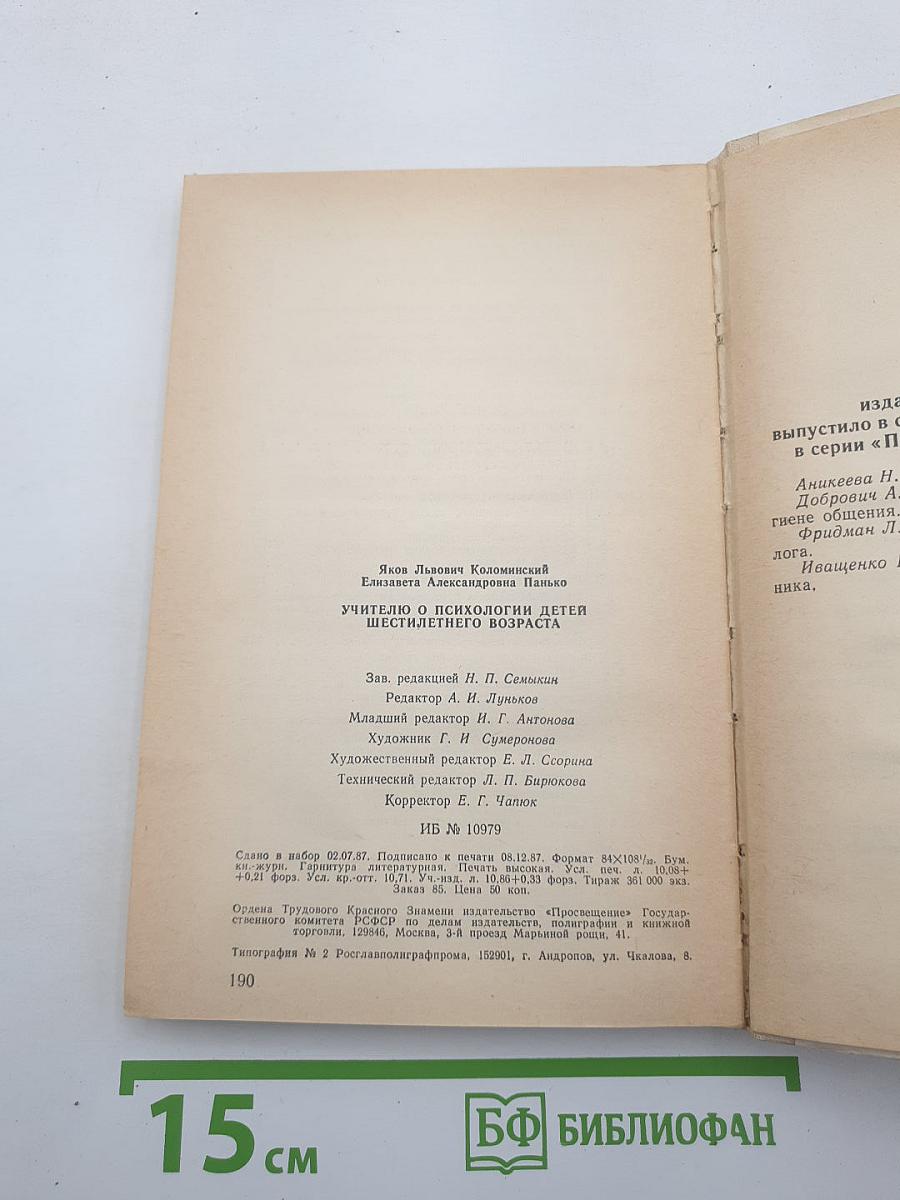 Яков Львович Коломинский
Елизавета Александровна Панько
УЧИТЕЛЮ О ПСИХОЛОГИИ ДЕТЕЙ
ШЕСТИЛЕТНЕГО ВОЗРАСТА
Зав. редакцией Н. П. Семыкин
Редактор А. И. Луньков
Младший редактор И. Г. Антонова
Художник Г. И Сумеронова
Художественный редактор Е. Л. Ссорина
Технический редактор Л. П. Бирюкова
Корректор Е. Г. Чапюк
ИБ № 10979
Сдано в набор 02.07.87. Подписано к печати 08.12.87. Формат 84×108¹/₃₂. Бум.
кн.-журн. Гарнитура литературная. Печать высокая. Усл. печ. л. 10,08+
+0,21 форз. Усл. кр.-отт. 10,71. Уч.-изд. л. 10,86+0,33 форз. Тираж 361 000 экз.
Заказ 85. Цена 50 коп.
Ордена Трудового Красного Знамени издательство «Просвещение» Государ-
ственного комитета РСФСР по делам издательств, полиграфии и книжной
торговли. 129846, Москва, 3-й проезд Марьиной рощи, 41.
Типография № 2 Росглавполиграфпрома, 152901, г. Андропов, ул. Чкалова, 8.
190
изда
выпустило в с
в серии «П
Аникеева Н.
Добрович А.
гиене общения.
Фридман Л.
лога.
Иващенко
ника,
15 см
БФ БИБЛИОФАН